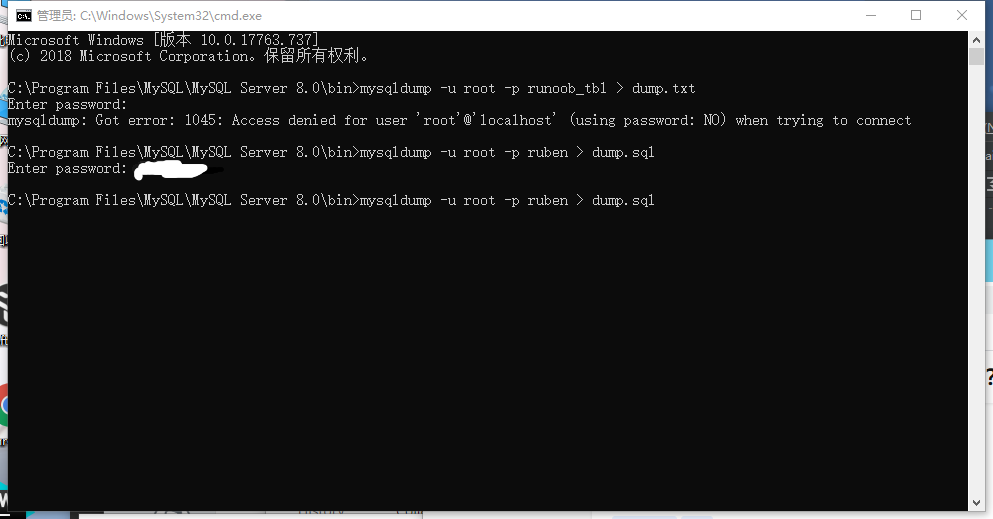 管理员: C:\Windows\System32\cmd.exe
Microsoft Windows [版本 10.0.17763.737]
(c) 2018 Microsoft Corporation。保留所有权利。
C:\Program Files\MySQL\MySQL Server 8.0\bin>mysqldump -u root -p runoob_tbl > dump.txt
Enter password:
mysqldump: Got error: 1045: Access denied for user 'root'@'localhost' (using password: NO) when trying to connect
C:\Program Files\MySQL\MySQL Server 8.0\bin>mysqldump -u root -p ruben > dump.sql
Enter password:
C:\Program Files\MySQL\MySQL Server 8.0\bin>mysqldump -u root -p ruben > dump.sql